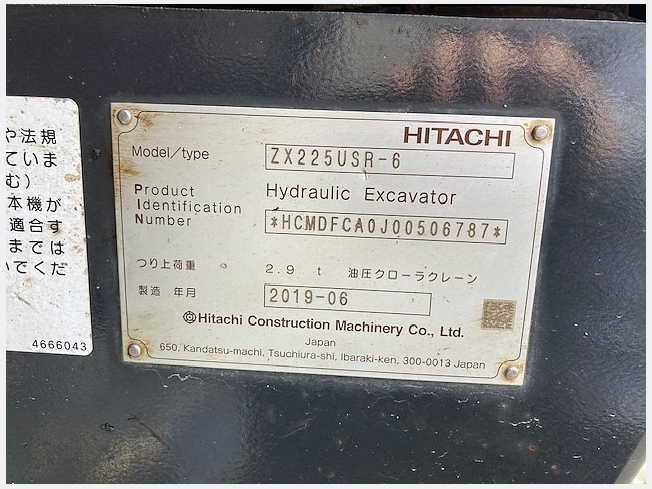 や法規
ていま
む）
本機が
適合す
までは
いでくだ
4666043
HITACHI
Model/type ZX225USR-6
Product Identification Number Hydraulic Excavator
*HCMDFCA0J00506787*
つり上荷重 2.9 t 油圧クローラクレーン
製造 年月 2019-06
Hitachi Construction Machinery Co., Ltd.
Japan
650, Kandatsu-machi, Tsuchiura-shi, Ibaraki-ken, 300-0013 Japan